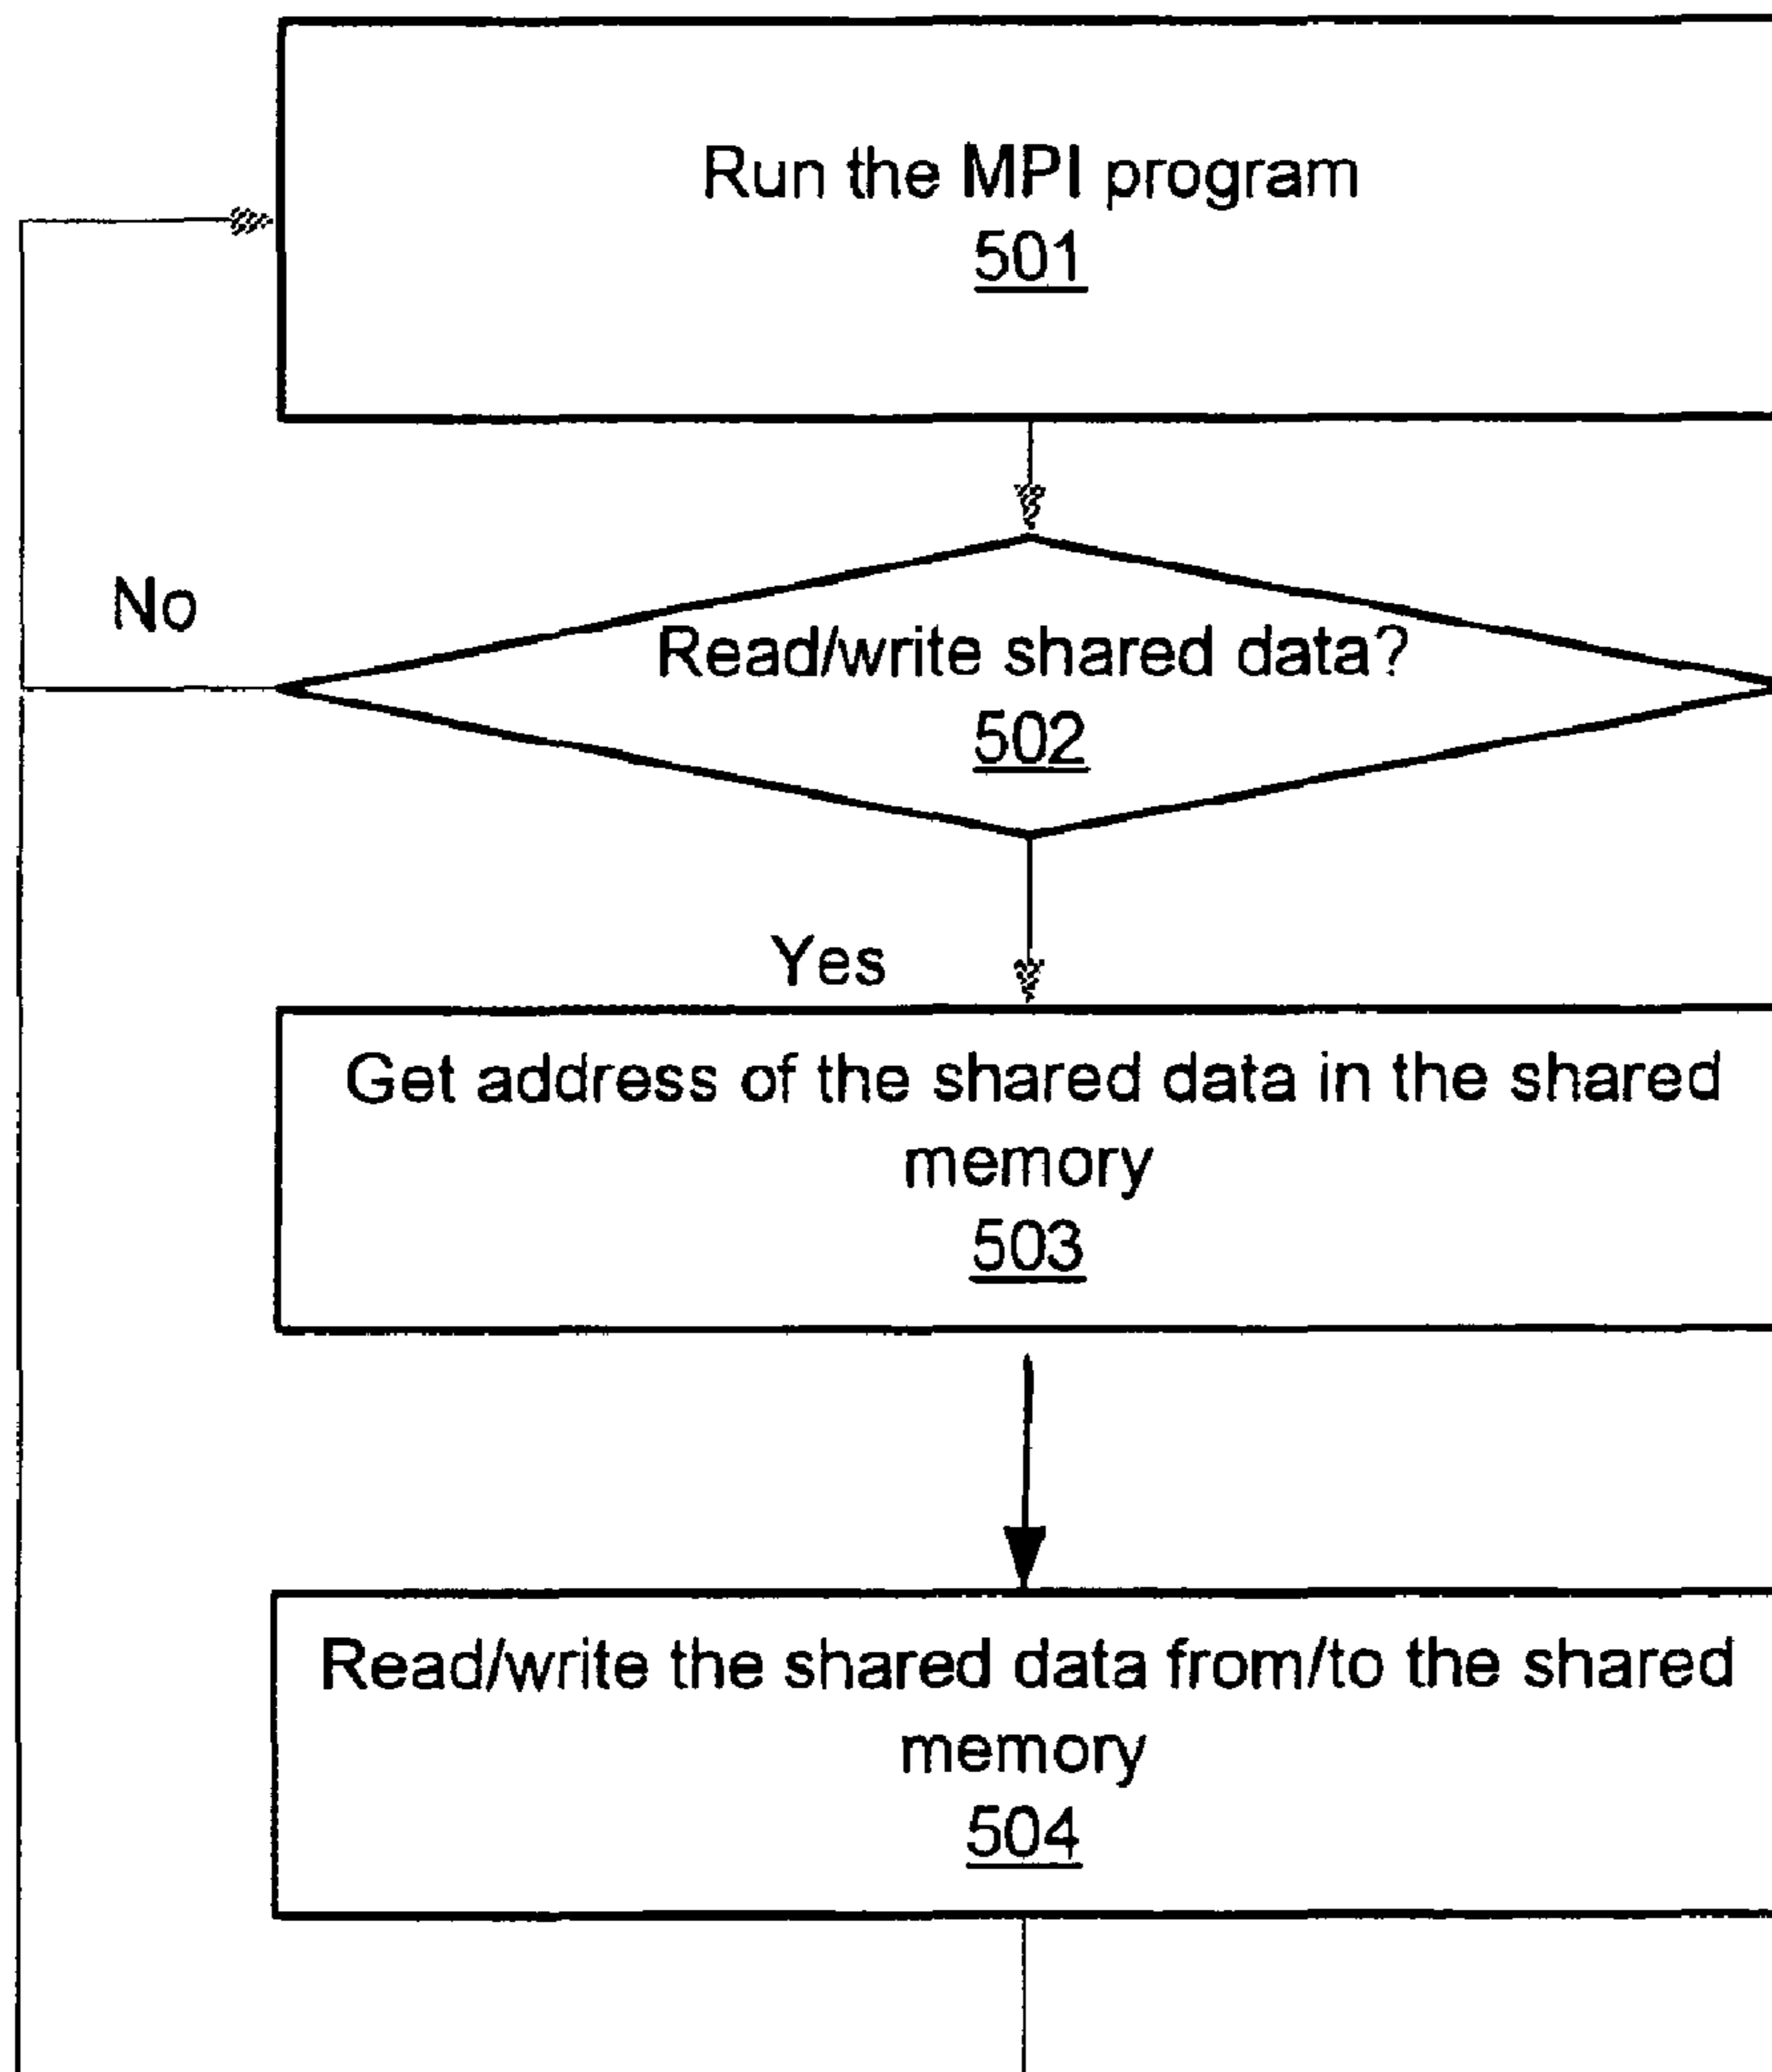 Run the MPI program
501
No
Read/write shared data?
502
Yes
Get address of the shared data in the shared
memory
503
Read/write the shared data from/to the shared
memory
504